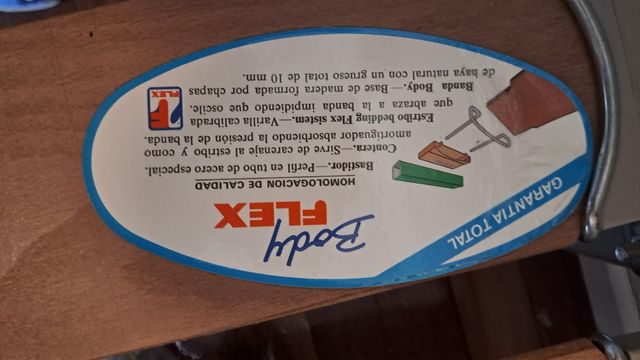 GARANTIA TOTAL
Body
FLEX
HOMOLOGACION DE CALIDAD
Bastidor.—Perfil en tubo de acero especial.
Contera.—Sirve de carenaje al estribo y como
amortiguador absorbiendo la presión de la banda.
Estribo bedding Flex sistem.—Varilla calibrada
que abraza a la banda impidiendo que oscile.
Banda Body.—Base de madera formada por chapas
de haya natural con un grueso total de 10 mm.
FLEX